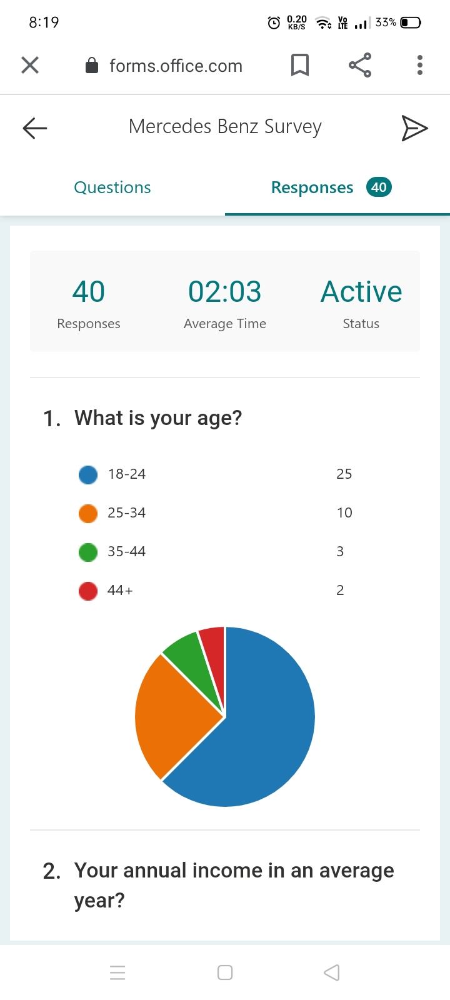 8:19 0.20 KB/S Vo LTE 33%
forms.office.com
Mercedes Benz Survey
Questions Responses 40
40 02:03 Active
Responses Average Time Status
1. What is your age?
18-24 25
25-34 10
35-44 3
44+ 2
2. Your annual income in an average
year?